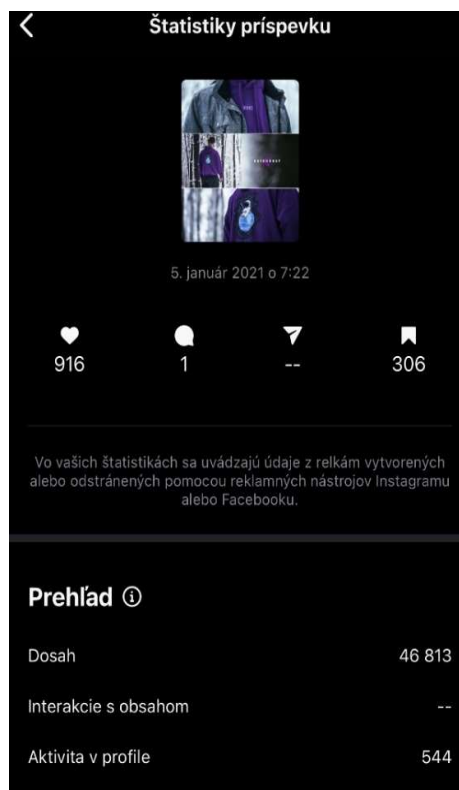 Štatistiky príspevku
5. január 2021 o 7:22
916
1
--
306
Vo vašich štatistikách sa uvádzajú údaje z relkám vytvorených
alebo odstránených pomocou reklamných nástrojov Instagramu
alebo Facebooku.
Prehľad
Dosah
46 813
Interakcie s obsahom
--
Aktivita v profile
544